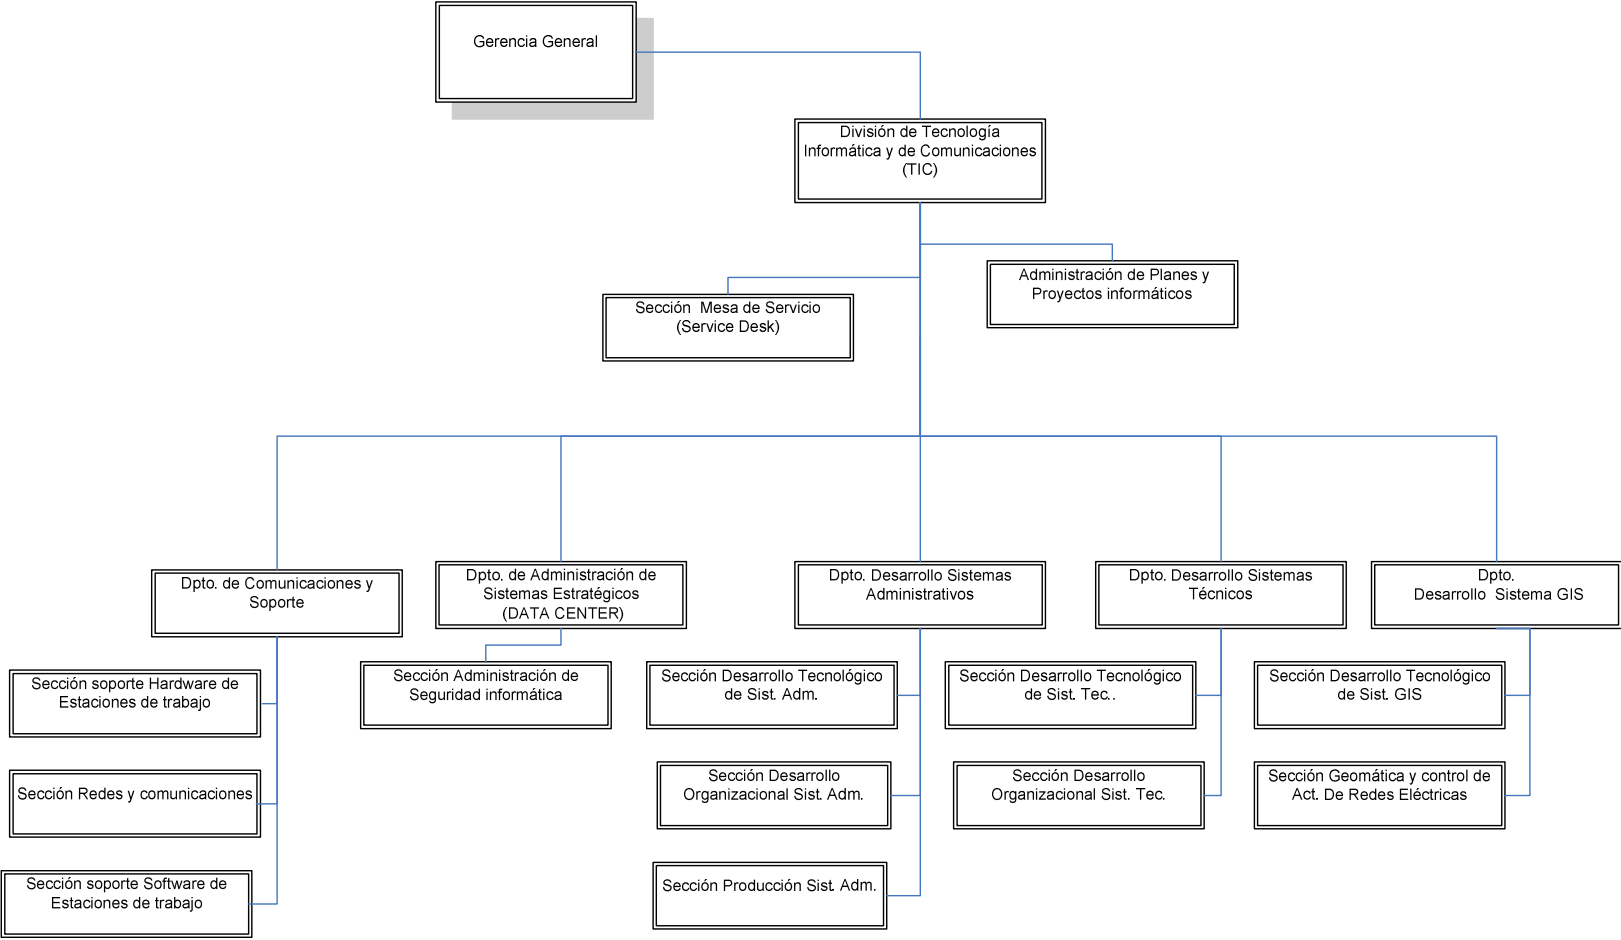 Gerencia General
División de Tecnología
Informática y de Comunicaciones
(TIC)
Administración de Planes y
Proyectos informáticos
Sección  Mesa de Servicio
(Service Desk)
Dpto. de Comunicaciones y
Soporte
Dpto. de Administración de
Sistemas Estratégicos
(DATA CENTER)
Dpto. Desarrollo Sistemas
Administrativos
Dpto. Desarrollo Sistemas
Técnicos
Dpto.
Desarrollo  Sistema GIS
Sección soporte Hardware de
Estaciones de trabajo
Sección Administración de
Seguridad informática
Sección Desarrollo Tecnológico
de Sist. Adm.
Sección Desarrollo Tecnológico
de Sist. Tec..
Sección Desarrollo Tecnológico
de Sist. GIS
Sección Redes y comunicaciones
Sección Desarrollo
Organizacional Sist. Adm.
Sección Desarrollo
Organizacional Sist. Tec.
Sección Geomática y control de
Act. De Redes Eléctricas
Sección soporte Software de
Estaciones de trabajo
Sección Producción Sist. Adm.